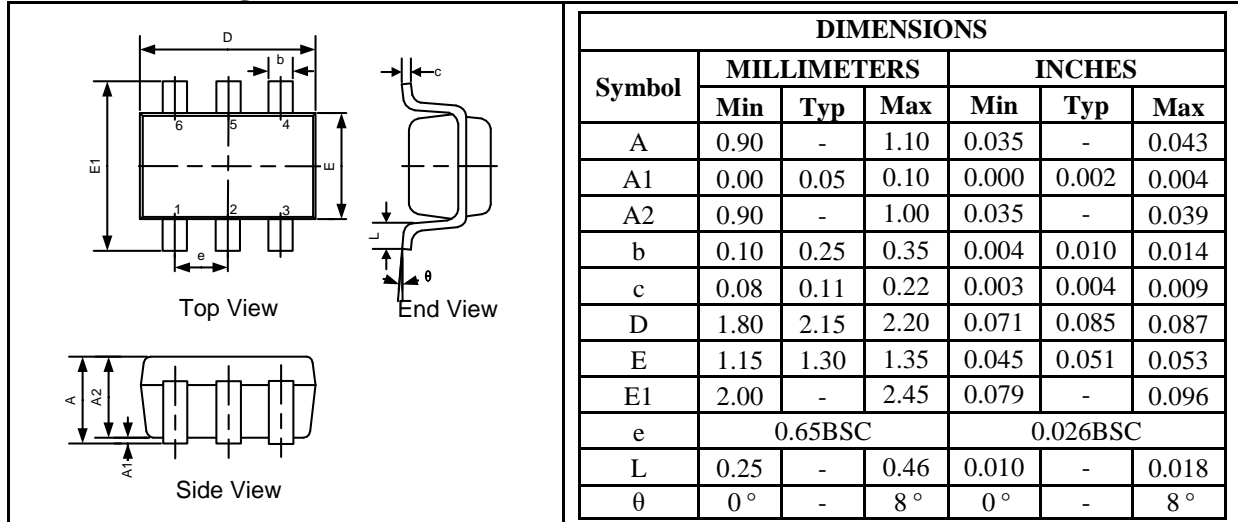 D
b
c
6 5 4
E1
E
1 2 3
L
e
θ
Top View
End View
A
A2
A1
Side View
DIMENSIONS
Symbol MILLIMETERS INCHES
Min Typ Max Min Typ Max
A 0.90 - 1.10 0.035 - 0.043
A1 0.00 0.05 0.10 0.000 0.002 0.004
A2 0.90 - 1.00 0.035 - 0.039
b 0.10 0.25 0.35 0.004 0.010 0.014
c 0.08 0.11 0.22 0.003 0.004 0.009
D 1.80 2.15 2.20 0.071 0.085 0.087
E 1.15 1.30 1.35 0.045 0.051 0.053
E1 2.00 - 2.45 0.079 - 0.096
e 0.65BSC 0.026BSC
L 0.25 - 0.46 0.010 - 0.018
θ 0 ° - 8 ° 0 ° - 8 °